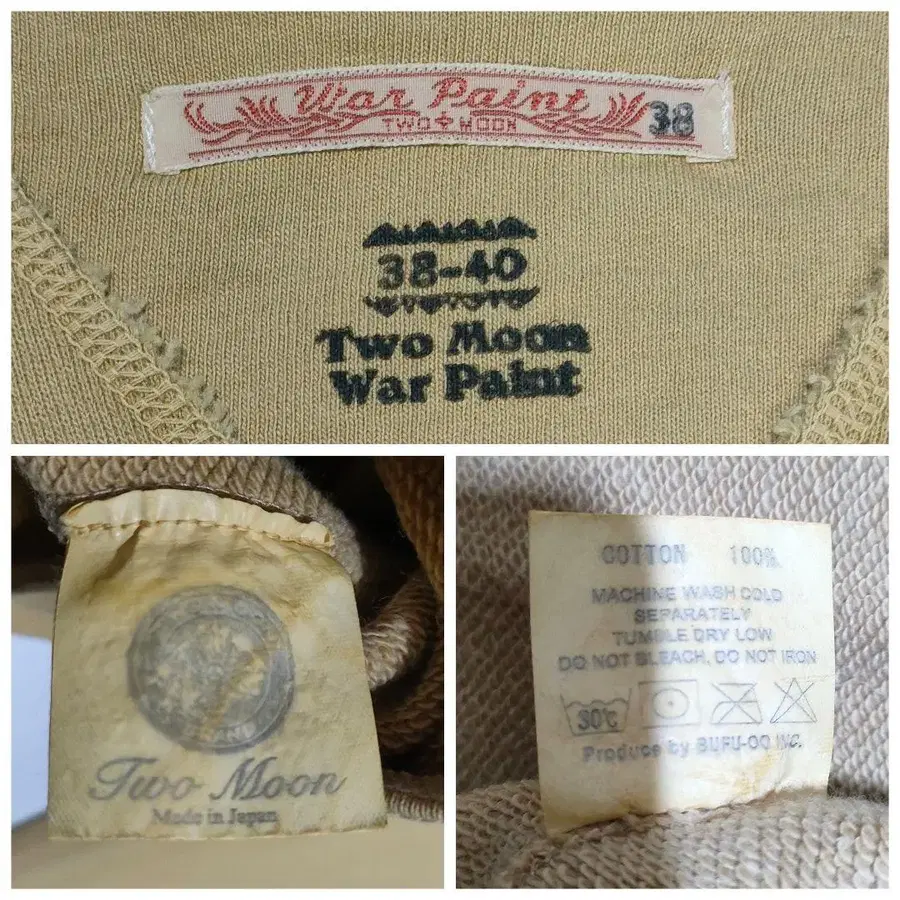 War Paint
TWO MOON
38
38-40
Two Moon
War Paint
Two Moon
Made in Japan
COTTON 100%
MACHINE WASH COLD
SEPARATELY
TUMBLE DRY LOW
DO NOT BLEACH, DO NOT IRON
30℃
Produce by BUFU-OO INC.